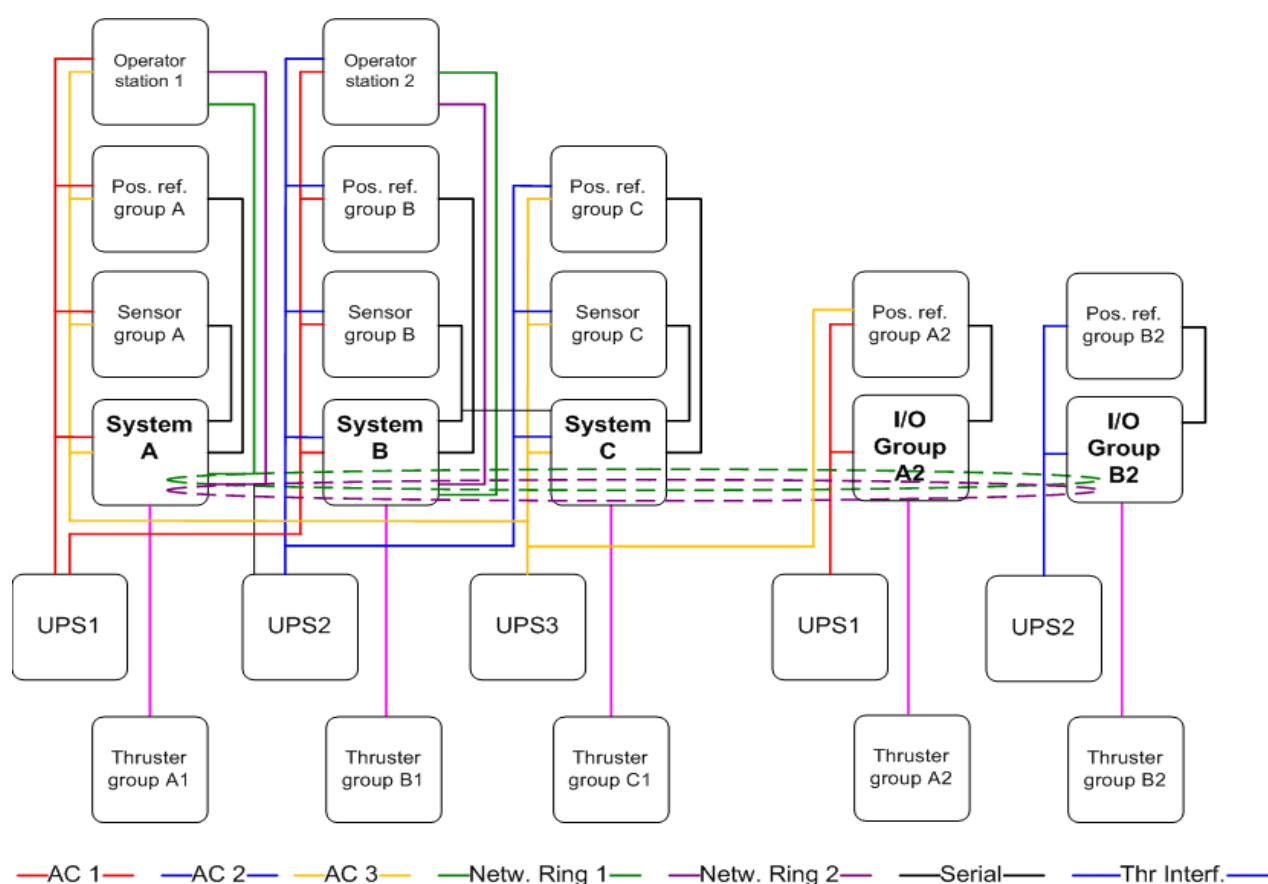 Operator
station 1
Operator
station 2
Pos. ref.
group A
Pos. ref.
group B
Pos. ref.
group C
Sensor
group A
Sensor
group B
Sensor
group C
Pos. ref.
group A2
Pos. ref.
group B2
System
A
System
B
System
C
I/O
Group
A2
I/O
Group
B2
UPS1
UPS2
UPS3
UPS1
UPS2
Thruster
group A1
Thruster
group B1
Thruster
group C1
Thruster
group A2
Thruster
group B2
AC 1
AC 2
AC 3
Netw. Ring 1
Netw. Ring 2
Serial
Thr Interf.